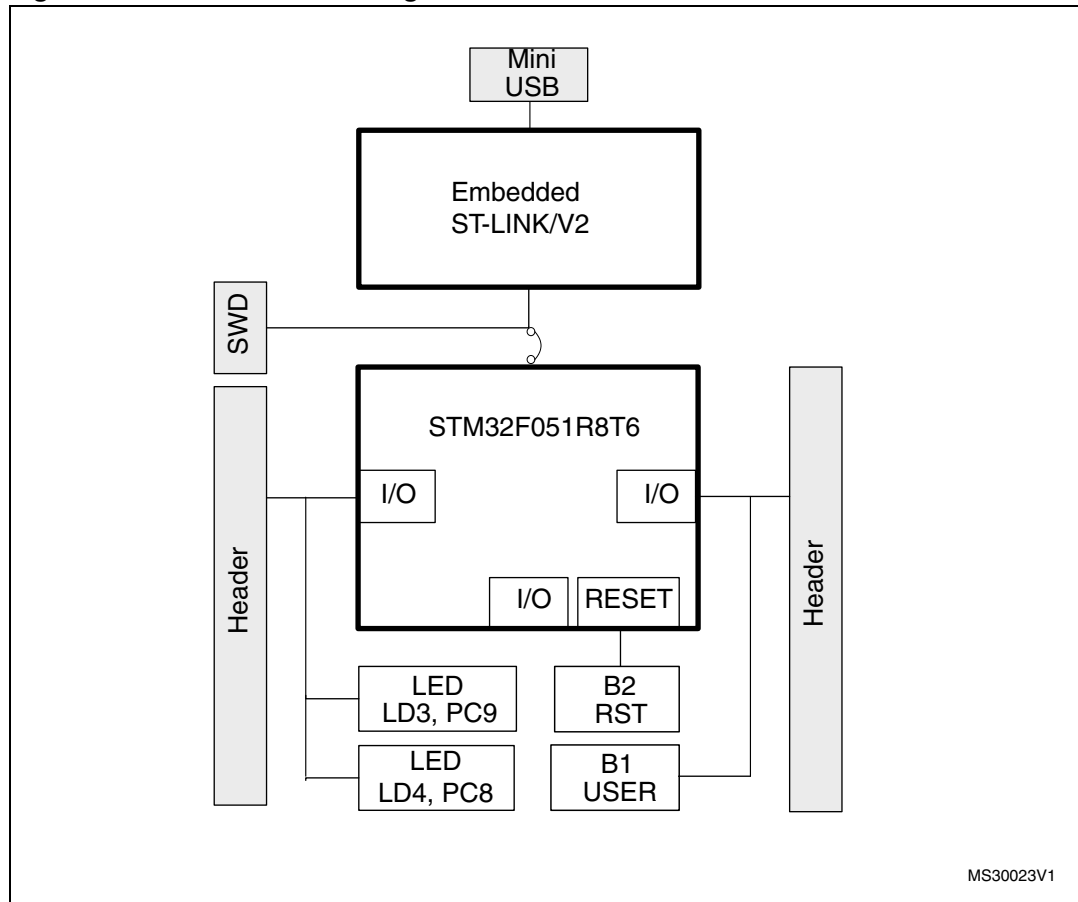 Mini
USB
Embedded
ST-LINK/V2
SWD
STM32F051R8T6
I/O
I/O
Header
Header
I/O
RESET
LED
LD3, PC9
B2
RST
LED
LD4, PC8
B1
USER
MS30023V1